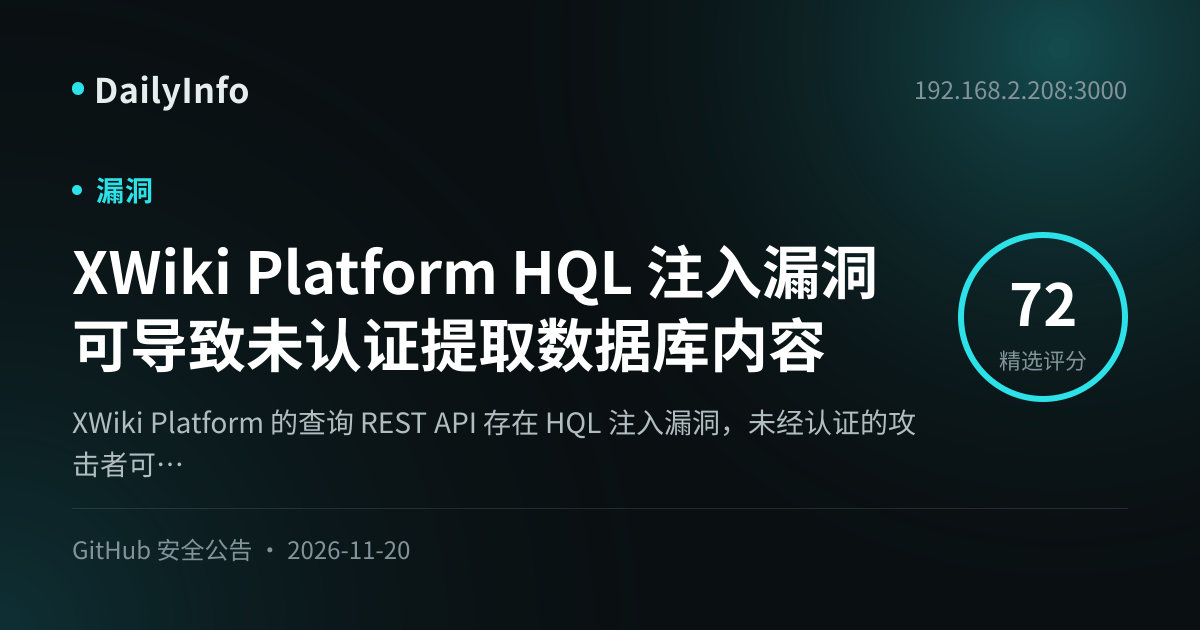 DailyInfo
192.168.2.208:3000
漏洞
XWiki Platform HQL 注入漏洞
可导致未认证提取数据库内容
72
精选评分
XWiki Platform 的查询 REST API 存在 HQL 注入漏洞，未经认证的攻
击者可…
GitHub 安全公告 · 2026-11-20